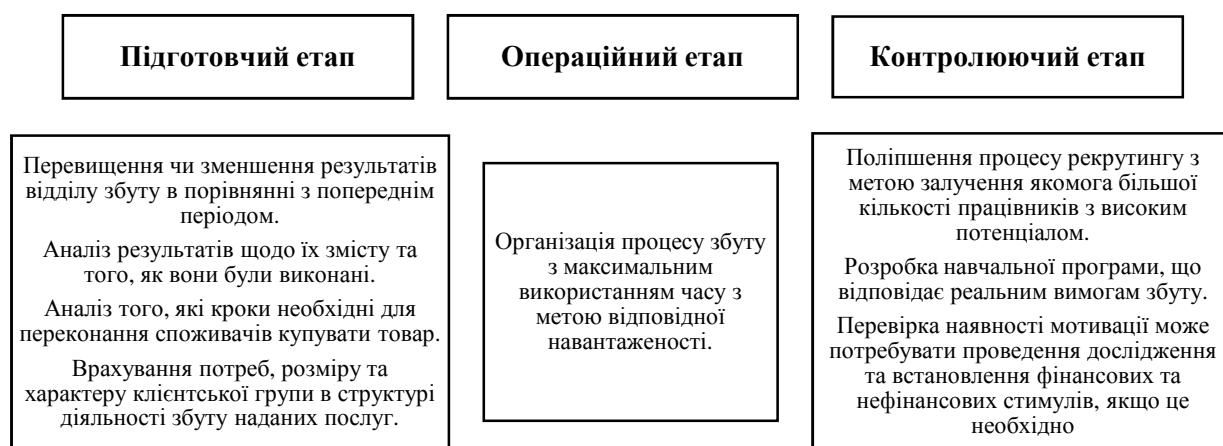 Підготовчий етап
Операційний етап
Контролюючий етап
Перевищення чи зменшення результатів
відділу збуту в порівнянні з попереднім
періодом.
Аналіз результатів щодо їх змісту та
того, як вони були виконані.
Аналіз того, які кроки необхідні для
переконання споживачів купувати товар.
Врахування потреб, розміру та
характеру клієнтської групи в структурі
діяльності збуту наданих послуг.
Організація процесу збуту
з максимальним
використанням часу з
метою відповідної
навантаженості.
Поліпшення процесу рекрутингу з
метою залучення якомога більшої
кількості працівників з високим
потенціалом.
Розробка навчальної програми, що
відповідає реальним вимогам збуту.
Перевірка наявності мотивації може
потребувати проведення дослідження
та встановлення фінансових та
нефінансових стимулів, якщо це
необхідно